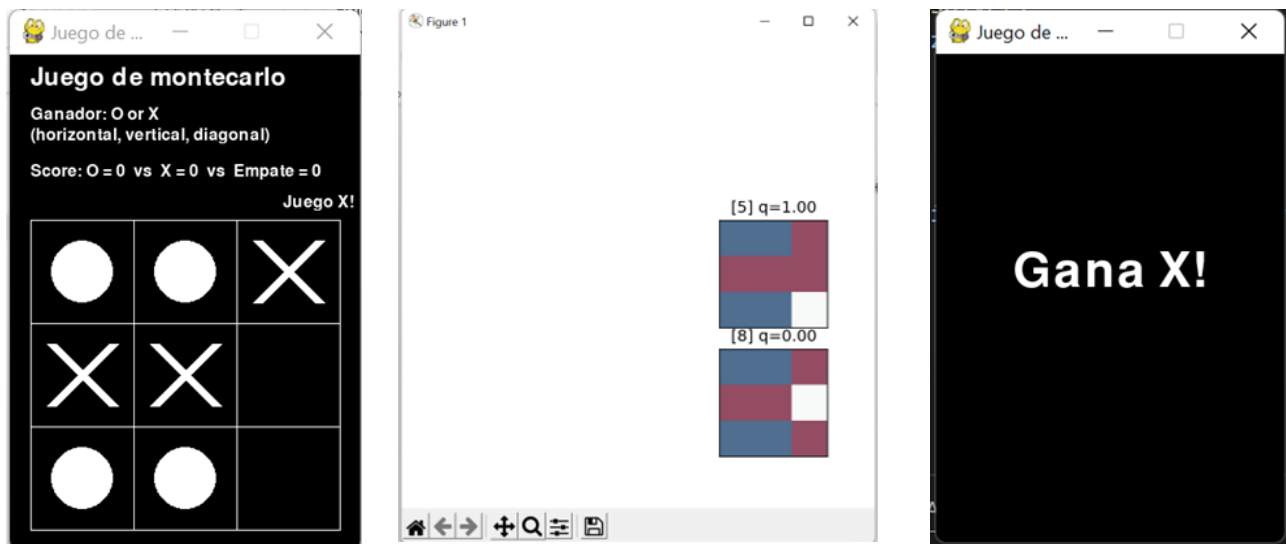 Juego de ...
Juego de montecarlo
Ganador: O or X
(horizontal, vertical, diagonal)
Score: O = 0 vs X = 0 vs Empate = 0
Juego X!
Figure 1
[5] q=1.00
[8] q=0.00
Juego de ...
Gana X!